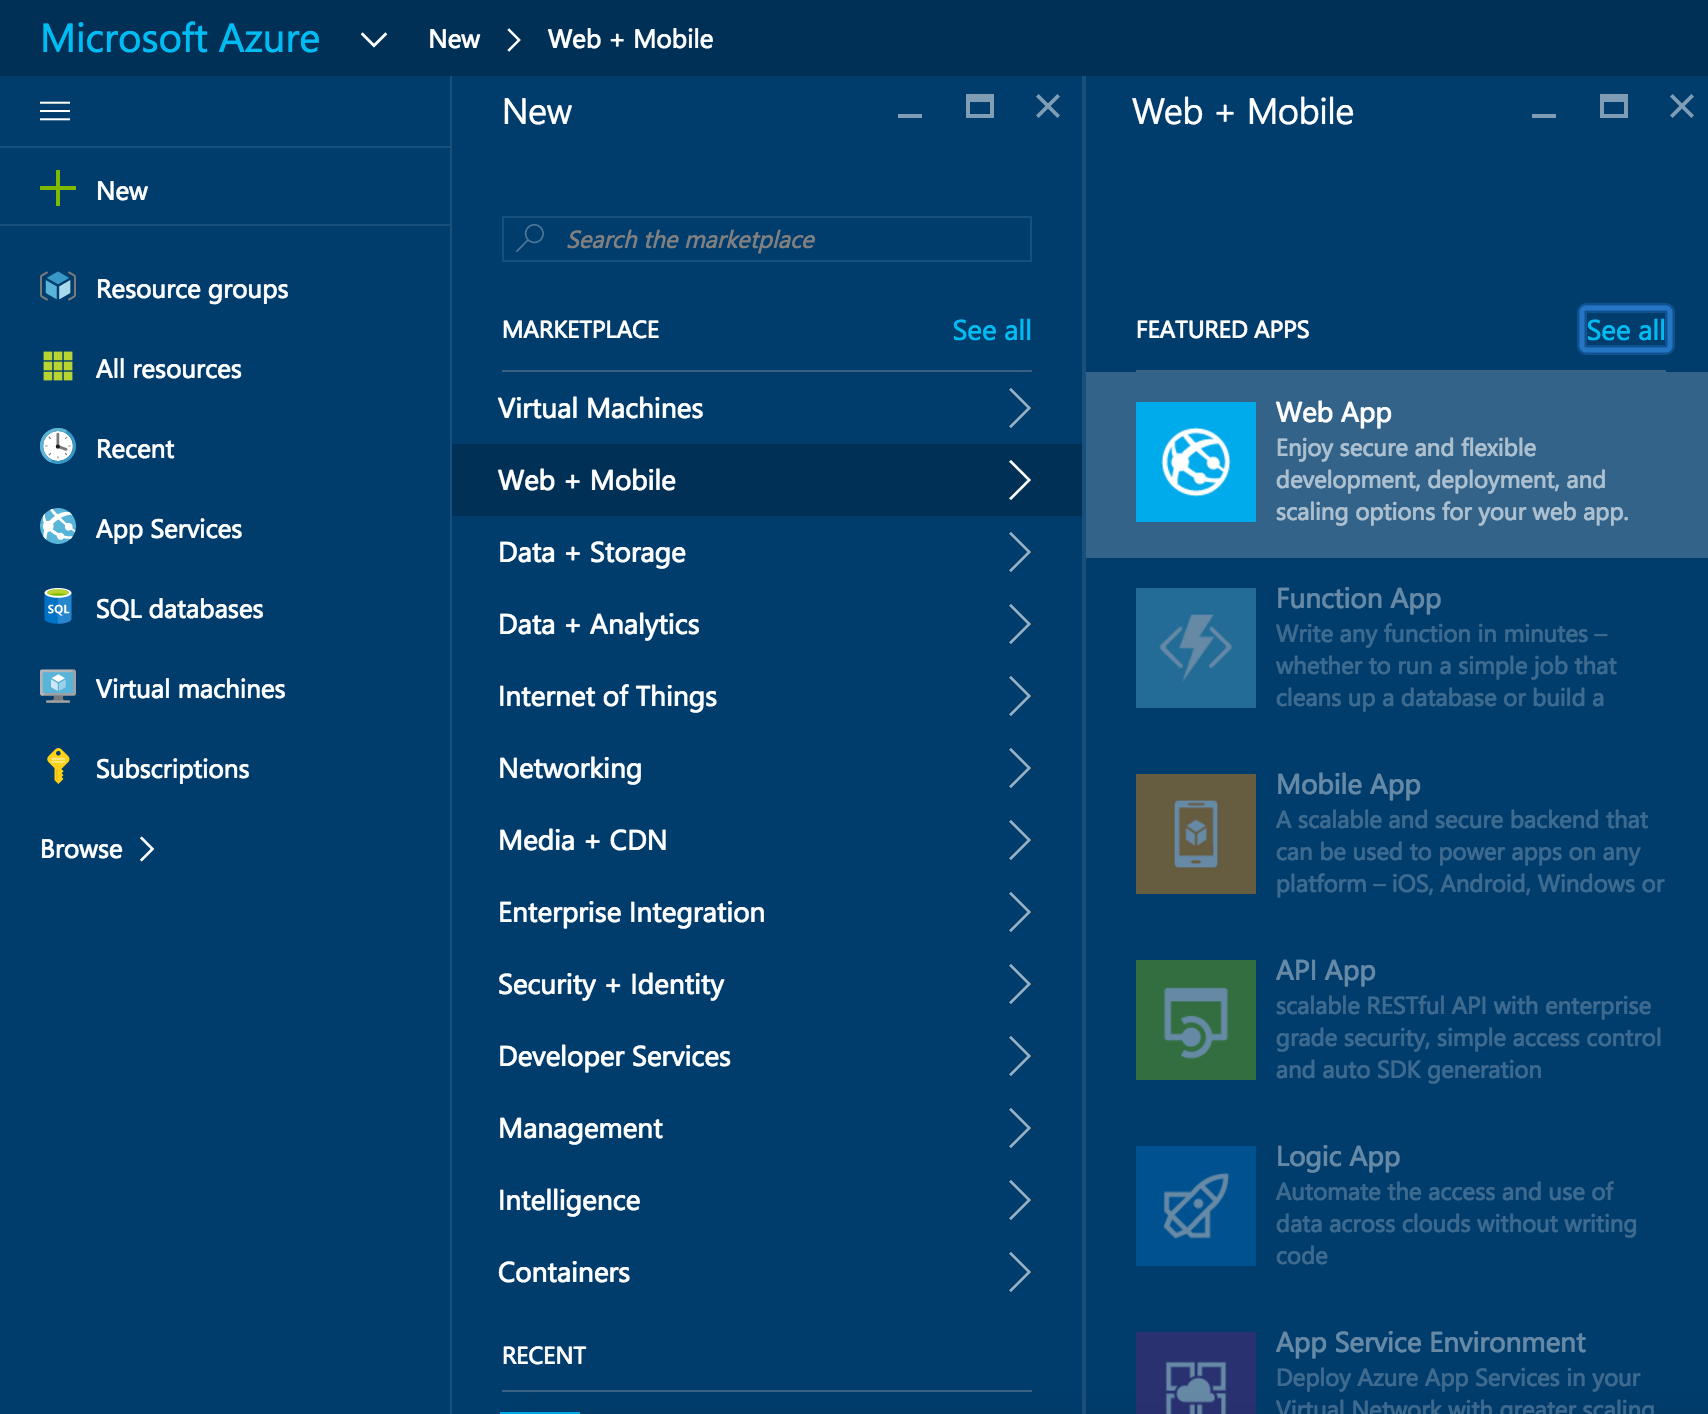 Microsoft Azure
New
Web + Mobile
New
Resource groups
All resources
Recent
App Services
SQL
SQL databases
Virtual machines
Subscriptions
Browse
New
Search the marketplace
MARKETPLACE
See all
Virtual Machines
Web + Mobile
Data + Storage
Data + Analytics
Internet of Things
Networking
Media + CDN
Enterprise Integration
Security + Identity
Developer Services
Management
Intelligence
Containers
RECENT
Web + Mobile
FEATURED APPS
See all
Web App
Enjoy secure and flexible
development, deployment, and
scaling options for your web app.
Function App
Write any function in minutes –
whether to run a simple job that
cleans up a database or build a
Mobile App
A scalable and secure backend that
can be used to power apps on any
platform – iOS, Android, Windows or
API App
scalable RESTful API with enterprise
grade security, simple access control
and auto SDK generation
Logic App
Automate the access and use of
data across clouds without writing
code
App Service Environment
Deploy Azure App Services in your
Virtual Network with greater scaling